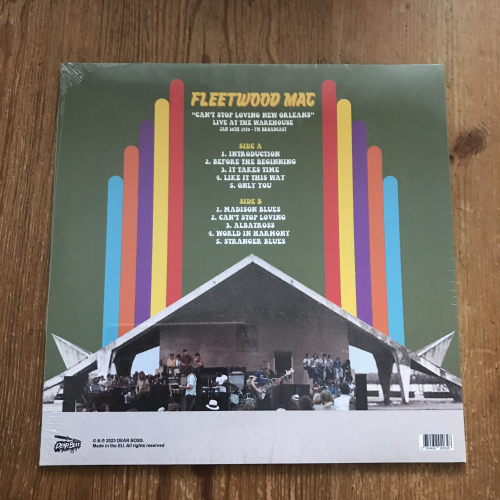 FLEETWOOD MAC
"CAN'T STOP LOVING NEW ORLEANS"
LIVE AT THE WAREHOUSE
JAN 30TH 1970 - FM BROADCAST
SIDE A
1. INTRODUCTION
2. BEFORE THE BEGINNING
3. IT TAKES TIME
4. LIKE IT THIS WAY
5. ONLY YOU
SIDE B
1. MADISON BLUES
2. CAN'T STOP LOVING
3. ALBATROSS
4. WORLD IN HARMONY
5. STRANGER BLUES
DEAR BOSS
© & ℗ 2023 DEAR BOSS.
Made in the EU. All rights reserved